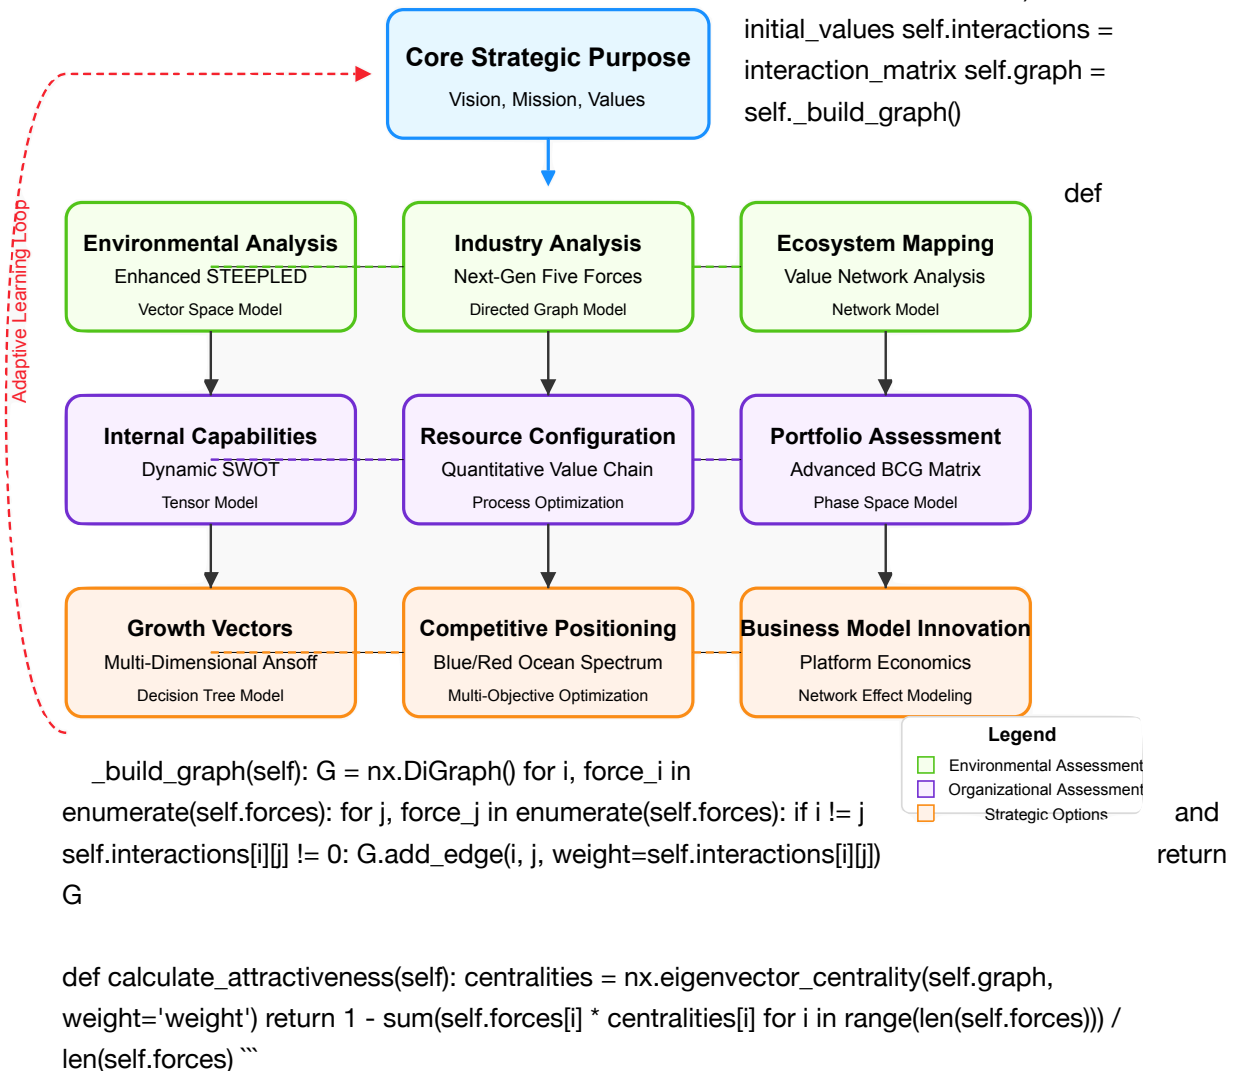 initial_values self.interactions =
interaction_matrix self.graph =
self._build_graph()
def
Core Strategic Purpose
Vision, Mission, Values
Adaptive Learning Loop
Environmental Analysis
Enhanced STEEPLED
Vector Space Model
Industry Analysis
Next-Gen Five Forces
Directed Graph Model
Ecosystem Mapping
Value Network Analysis
Network Model
Internal Capabilities
Dynamic SWOT
Tensor Model
Resource Configuration
Quantitative Value Chain
Process Optimization
Portfolio Assessment
Advanced BCG Matrix
Phase Space Model
Growth Vectors
Multi-Dimensional Ansoff
Decision Tree Model
Competitive Positioning
Blue/Red Ocean Spectrum
Multi-Objective Optimization
Business Model Innovation
Platform Economics
Network Effect Modeling
Legend
Environmental Assessment
Organizational Assessment
Strategic Options
_build_graph(self): G = nx.DiGraph() for i, force_i in
enumerate(self.forces): for j, force_j in enumerate(self.forces): if i != j and
self.interactions[i][j] != 0: G.add_edge(i, j, weight=self.interactions[i][j]) return
G
def calculate_attractiveness(self): centralities = nx.eigenvector_centrality(self.graph,
weight='weight') return 1 - sum(self.forces[i] * centralities[i] for i in range(len(self.forces))) /
len(self.forces) ```